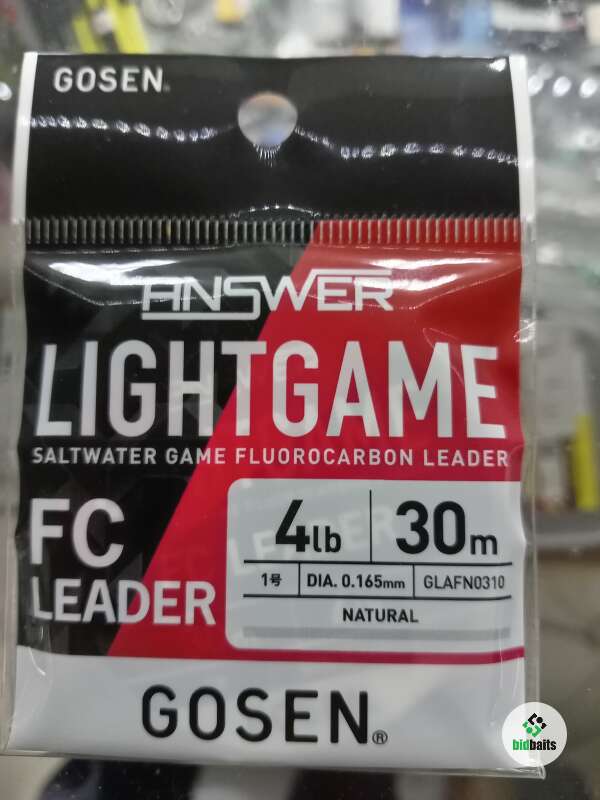 GOSEN®
ANSWER
LIGHTGAME
SALTWATER GAME FLUOROCARBON LEADER
FC
LEADER
4lb 30m
1号 DIA. 0.165mm GLAFN0310
NATURAL
GOSEN®
bidbaits